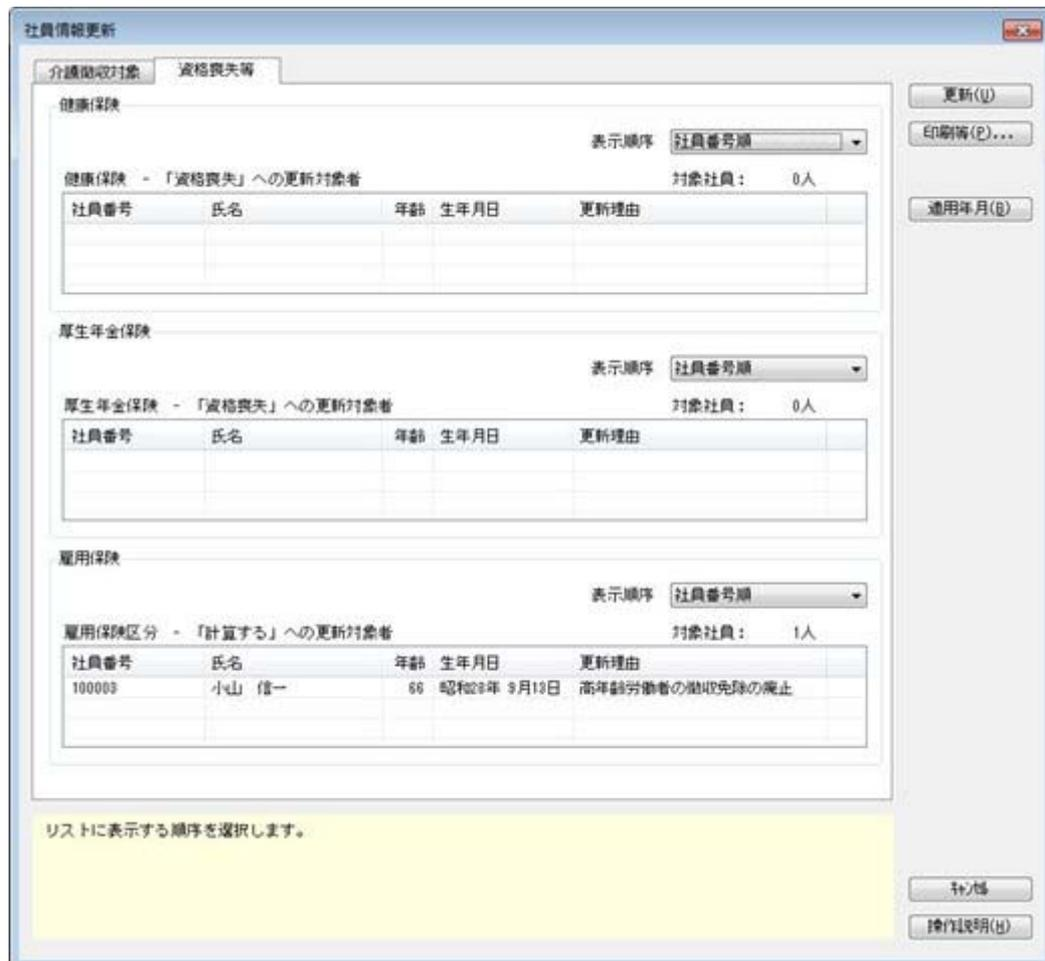 社員情報更新
介護徴収対象 資格喪失等
更新(U)
印刷等(P)...
適用年月(B)
健康保険
表示順序 社員番号順
健康保険 - 「資格喪失」への更新対象者 対象社員: 0人
社員番号 氏名 年齢 生年月日 更新理由
厚生年金保険
表示順序 社員番号順
厚生年金保険 - 「資格喪失」への更新対象者 対象社員: 0人
社員番号 氏名 年齢 生年月日 更新理由
雇用保険
表示順序 社員番号順
雇用保険区分 - 「計算する」への更新対象者 対象社員: 1人
社員番号 氏名 年齢 生年月日 更新理由
100003 小山 信一 66 昭和28年 9月13日 高年齢労働者の徴収免除の廃止
リストに表示する順序を選択します。
キャンセル
操作説明(H)